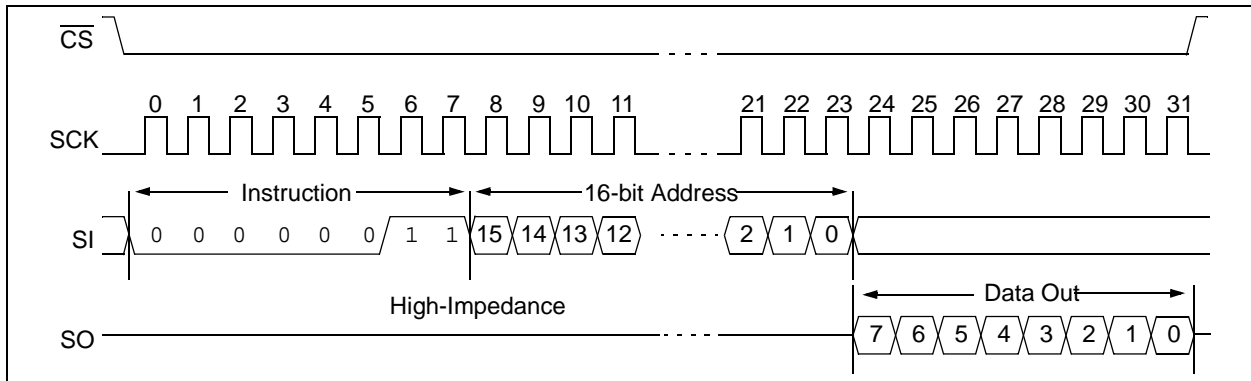 CS
0 1 2 3 4 5 6 7 8 9 10 11 21 22 23 24 25 26 27 28 29 30 31
SCK
Instruction 16-bit Address
SI 0 0 0 0 0 0 1 1 15 14 13 12 2 1 0
High-Impedance Data Out
SO 7 6 5 4 3 2 1 0